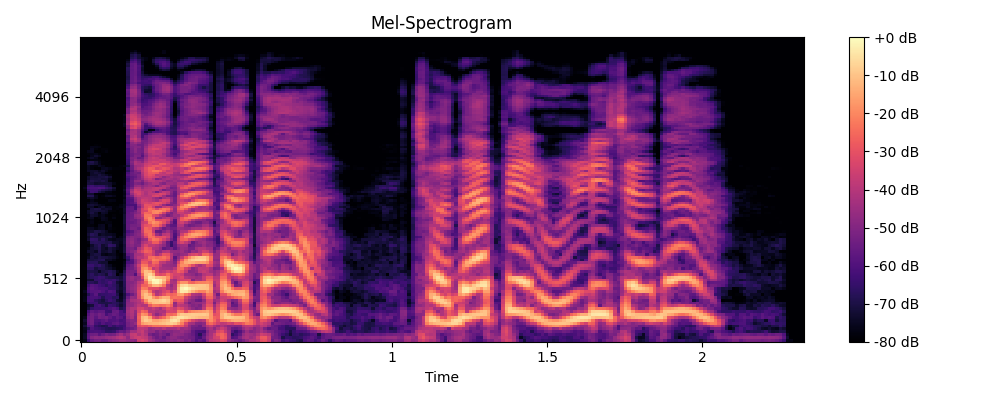 Mel-Spectrogram
Hz
4096
2048
1024
512
0
0
0.5
1
1.5
2
Time
+0 dB
-10 dB
-20 dB
-30 dB
-40 dB
-50 dB
-60 dB
-70 dB
-80 dB